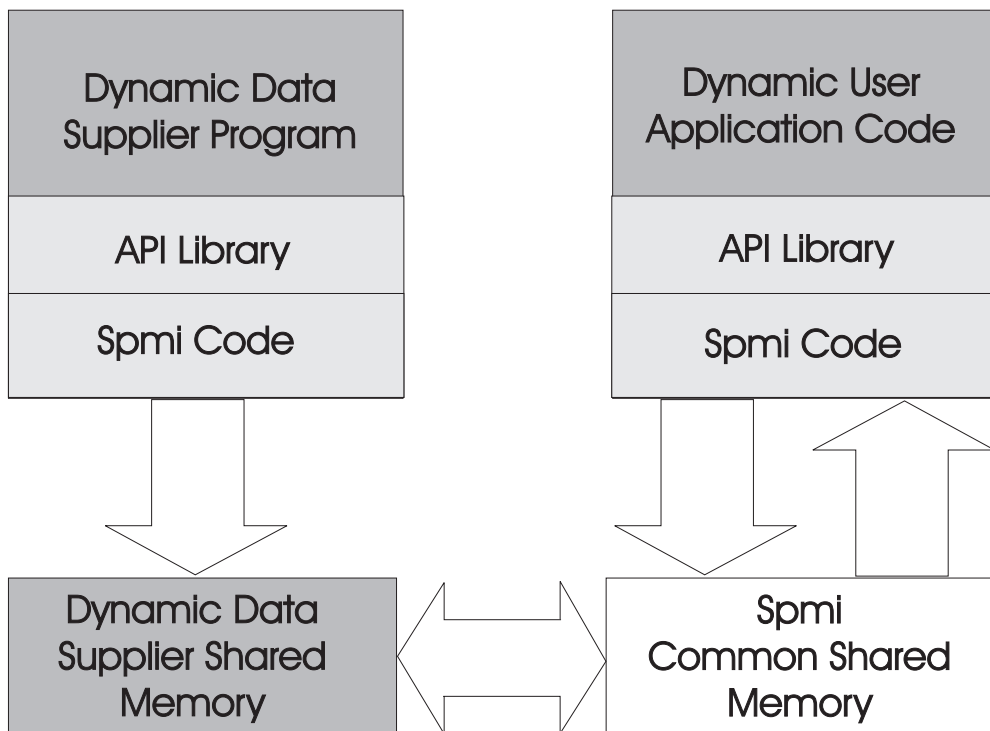 Dynamic Data
Supplier Program
API Library
Spmi Code
Dynamic User
Application Code
API Library
Spmi Code
Dynamic Data
Supplier Shared
Memory
Spmi
Common Shared
Memory